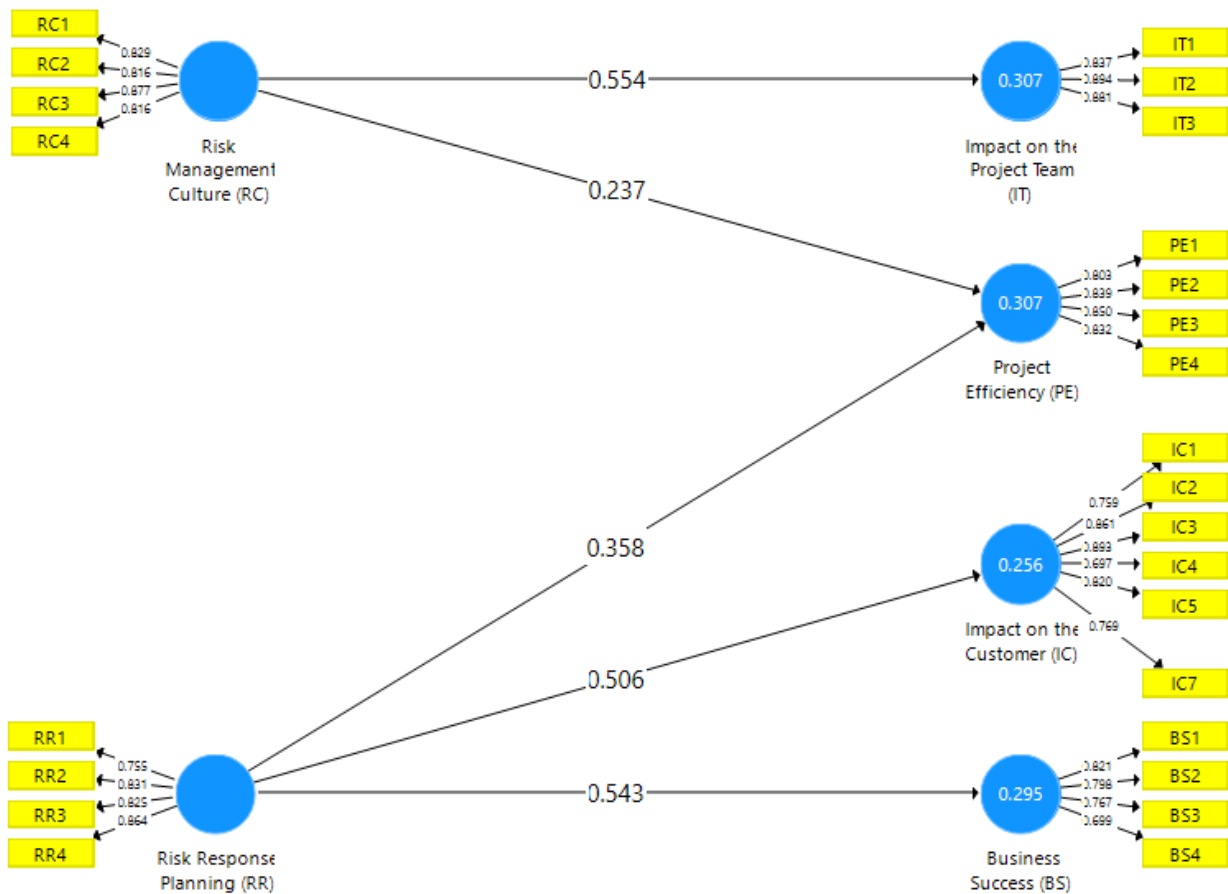 RC1
RC2
RC3
RC4
0.829
0.816
0.877
0.816
Risk
Management
Culture (RC)
0.554
0.237
0.307
IT1
IT2
IT3
0.837
0.894
0.881
Impact on the
Project Team
(IT)
0.307
PE1
PE2
PE3
PE4
0.803
0.839
0.850
0.832
Project
Efficiency (PE)
0.358
0.506
0.543
0.256
IC1
IC2
IC3
IC4
IC5
IC7
0.759
0.861
0.893
0.697
0.820
0.769
Impact on the
Customer (IC)
RR1
RR2
RR3
RR4
0.755
0.831
0.825
0.864
Risk Response
Planning (RR)
0.295
BS1
BS2
BS3
BS4
0.821
0.798
0.767
0.699
Business
Success (BS)